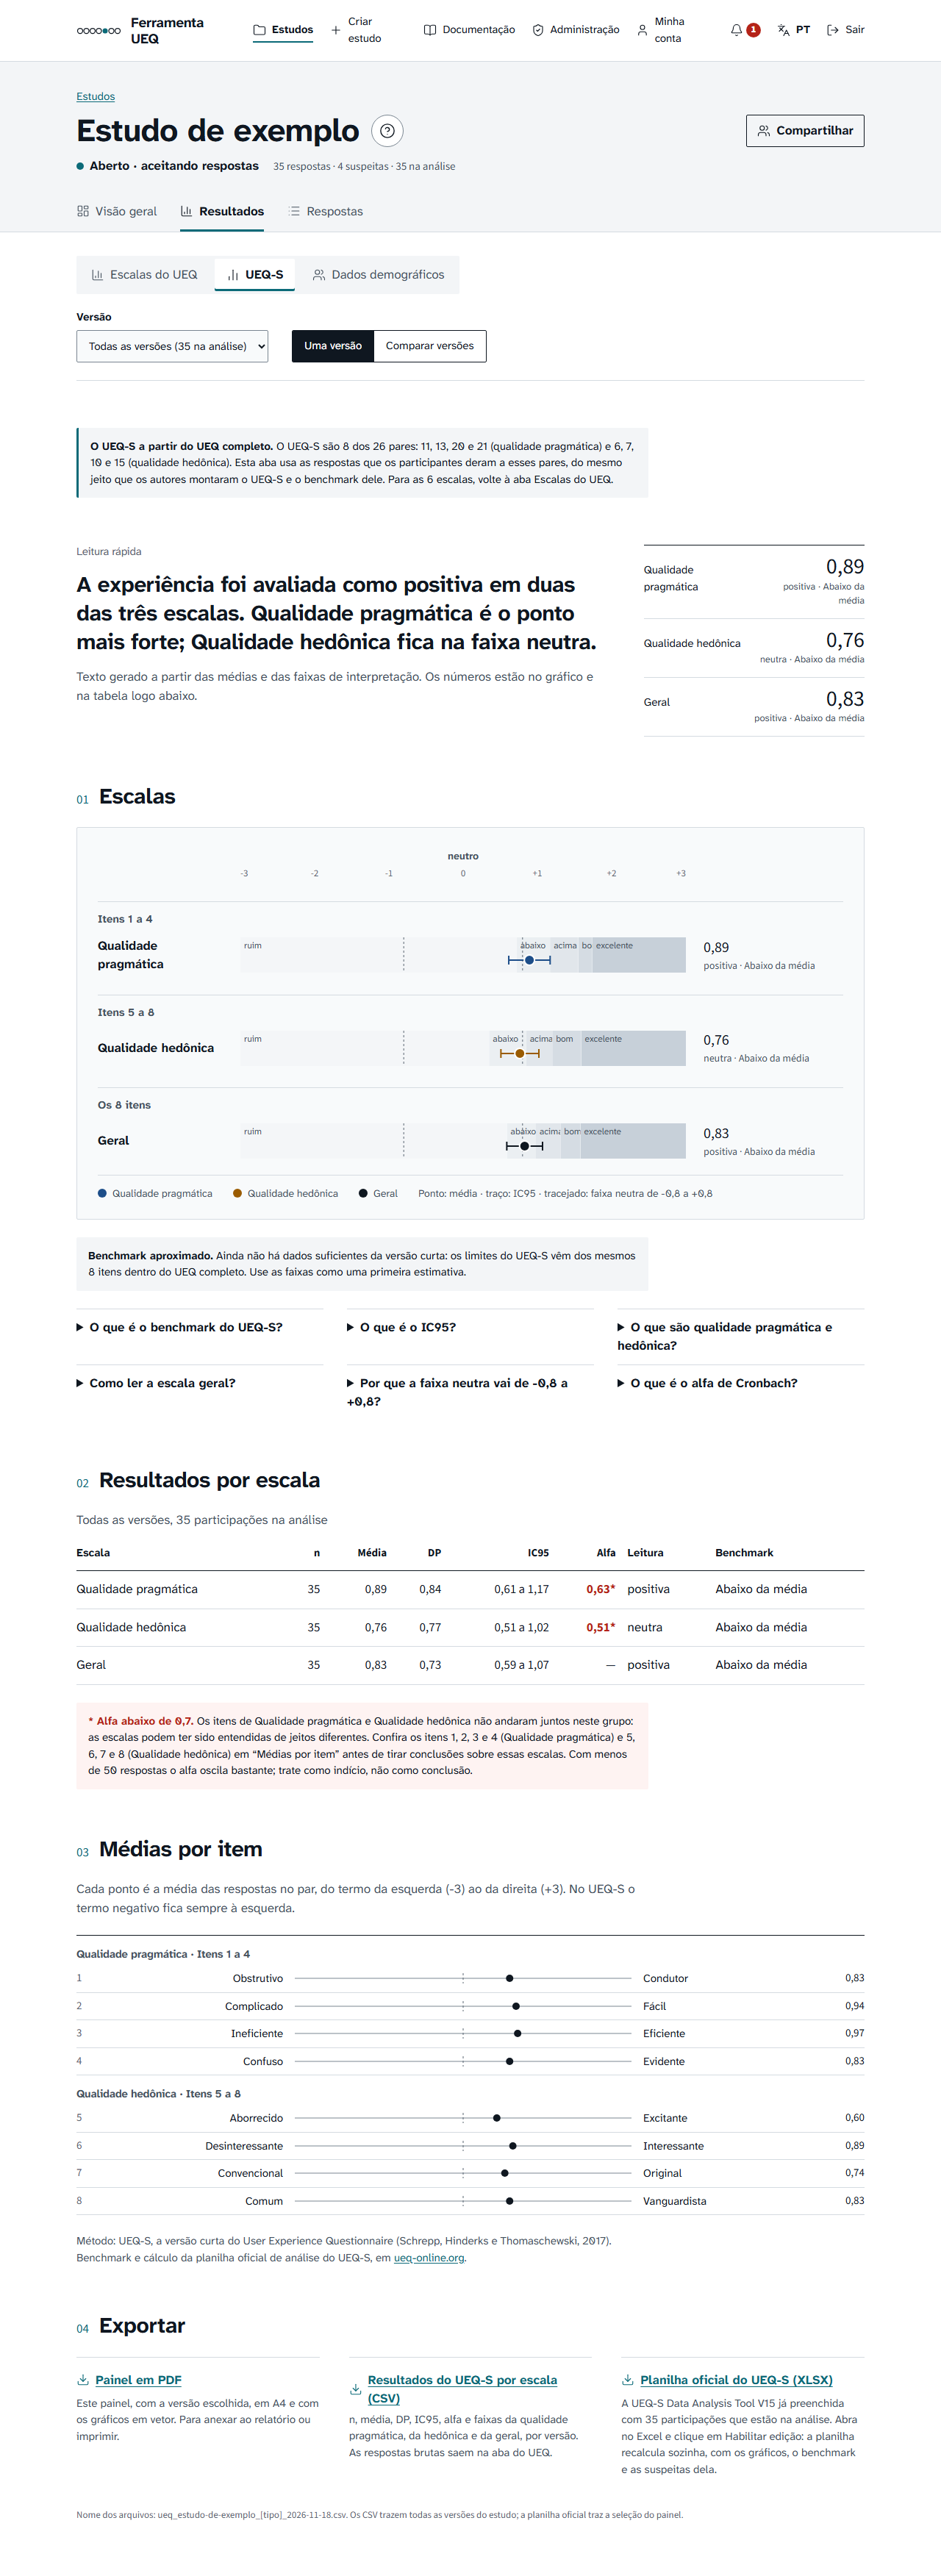 Ferramenta
UEQ
Estudos
Criar
estudo
Documentação
Administração
Minha
conta
1
PT
Sair
Estudos
Estudo de exemplo
Compartilhar
Aberto · aceitando respostas
35 respostas · 4 suspeitas · 35 na análise
Visão geral
Resultados
Respostas
Escalas do UEQ
UEQ-S
Dados demográficos
Versão
Todas as versões (35 na análise)
Uma versão
Comparar versões
O UEQ-S a partir do UEQ completo. O UEQ-S são 8 dos 26 pares: 11, 13, 20 e 21 (qualidade pragmática) e 6, 7,
10 e 15 (qualidade hedônica). Esta aba usa as respostas que os participantes deram a esses pares, do mesmo
jeito que os autores montaram o UEQ-S e o benchmark dele. Para as 6 escalas, volte à aba Escalas do UEQ.
Leitura rápida
A experiência foi avaliada como positiva em duas
das três escalas. Qualidade pragmática é o ponto
mais forte; Qualidade hedônica fica na faixa neutra.
Texto gerado a partir das médias e das faixas de interpretação. Os números estão no gráfico e
na tabela logo abaixo.
Qualidade
pragmática
0,89
positiva · Abaixo da
média
Qualidade hedônica
0,76
neutra · Abaixo da média
Geral
0,83
positiva · Abaixo da média
01 Escalas
neutro
-3 -2 -1 0 +1 +2 +3
Itens 1 a 4
Qualidade
pragmática
ruim abaixo acima bo excelente
0,89
positiva · Abaixo da média
Itens 5 a 8
Qualidade hedônica
ruim abaixo acima bom excelente
0,76
neutra · Abaixo da média
Os 8 itens
Geral
ruim abaixo acima bom excelente
0,83
positiva · Abaixo da média
Qualidade pragmática Qualidade hedônica Geral Ponto: média · traço: IC95 · tracejado: faixa neutra de -0,8 a +0,8
Benchmark aproximado. Ainda não há dados suficientes da versão curta: os limites do UEQ-S vêm dos mesmos
8 itens dentro do UEQ completo. Use as faixas como uma primeira estimativa.
O que é o benchmark do UEQ-S?
O que é o IC95?
O que são qualidade pragmática e
hedônica?
Como ler a escala geral?
Por que a faixa neutra vai de -0,8 a
+0,8?
O que é o alfa de Cronbach?
02 Resultados por escala
Todas as versões, 35 participações na análise
Escala n Média DP IC95 Alfa Leitura Benchmark
Qualidade pragmática 35 0,89 0,84 0,61 a 1,17 0,63* positiva Abaixo da média
Qualidade hedônica 35 0,76 0,77 0,51 a 1,02 0,51* neutra Abaixo da média
Geral 35 0,83 0,73 0,59 a 1,07 — positiva Abaixo da média
* Alfa abaixo de 0,7. Os itens de Qualidade pragmática e Qualidade hedônica não andaram juntos neste grupo:
as escalas podem ter sido entendidas de jeitos diferentes. Confira os itens 1, 2, 3 e 4 (Qualidade pragmática) e 5,
6, 7 e 8 (Qualidade hedônica) em “Médias por item” antes de tirar conclusões sobre essas escalas. Com menos
de 50 respostas o alfa oscila bastante; trate como indício, não como conclusão.
03 Médias por item
Cada ponto é a média das respostas no par, do termo da esquerda (-3) ao da direita (+3). No UEQ-S o
termo negativo fica sempre à esquerda.
Qualidade pragmática · Itens 1 a 4
1 Obstrutivo Condutor 0,83
2 Complicado Fácil 0,94
3 Ineficiente Eficiente 0,97
4 Confuso Evidente 0,83
Qualidade hedônica · Itens 5 a 8
5 Aborrecido Excitante 0,60
6 Desinteressante Interessante 0,89
7 Convencional Original 0,74
8 Comum Vanguardista 0,83
Método: UEQ-S, a versão curta do User Experience Questionnaire (Schrepp, Hinderks e Thomaschewski, 2017).
Benchmark e cálculo da planilha oficial de análise do UEQ-S, em ueq-online.org.
04 Exportar
Painel em PDF
Este painel, com a versão escolhida, em A4 e com
os gráficos em vetor. Para anexar ao relatório ou
imprimir.
Resultados do UEQ-S por escala
(CSV)
n, média, DP, IC95, alfa e faixas da qualidade
pragmática, da hedônica e da geral, por versão.
As respostas brutas saem na aba do UEQ.
Planilha oficial do UEQ-S (XLSX)
A UEQ-S Data Analysis Tool V15 já preenchida
com 35 participações que estão na análise. Abra
no Excel e clique em Habilitar edição: a planilha
recalcula sozinha, com os gráficos, o benchmark
e as suspeitas dela.
Nome dos arquivos: ueq_estudo-de-exemplo_[tipo]_2026-11-18.csv. Os CSV trazem todas as versões do estudo; a planilha oficial traz a seleção do painel.